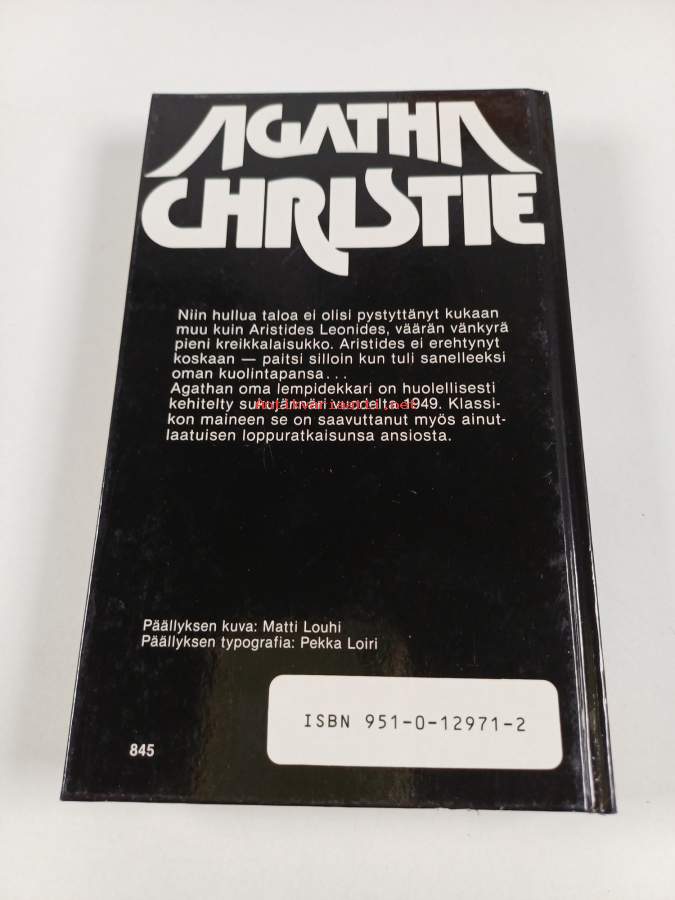 AGATHA
CHRISTIE
Niin hullua taloa ei olisi pystyttänyt kukaan
muu kuin Aristides Leonides, väärän vänkyrä
pieni kreikkalaisukko. Aristides ei erehtynyt
koskaan — paitsi silloin kun tuli sanelleeksi
oman kuolintapansa...
Agathan oma lempidekkari on huolellisesti
kehitelty vuodelta 1949. Klassi-
kon maineen se on saavuttanut myös ainut-
laatuisen loppuratkaisunsa ansiosta.
Päällyksen kuva: Matti Louhi
Päällyksen typografia: Pekka Loiri
ISBN 951-0-12971-2
845